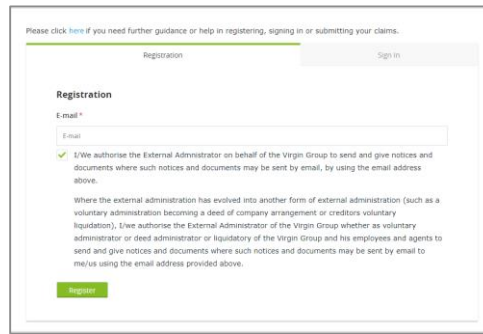 Please click here if you need further guidance or help in registering, signing in or submitting your claims.
Registration
Sign in
Registration
E-mail *
E-mail
I/We authorise the External Administrator on behalf of the Virgin Group to send and give notices and
documents where such notices and documents may be sent by email, by using the email address
above.
Where the external administration has evolved into another form of external administration (such as a
voluntary administration becoming a deed of company arrangement or creditors voluntary
liquidation), I/we authorise the External Administrator of the Virgin Group whether as voluntary
administrator or deed administrator or liquidatory of the Virgin Group and his employees and agents to
send and give notices and documents where such notices and documents may be sent by email to
me/us using the email address provided above.
Register